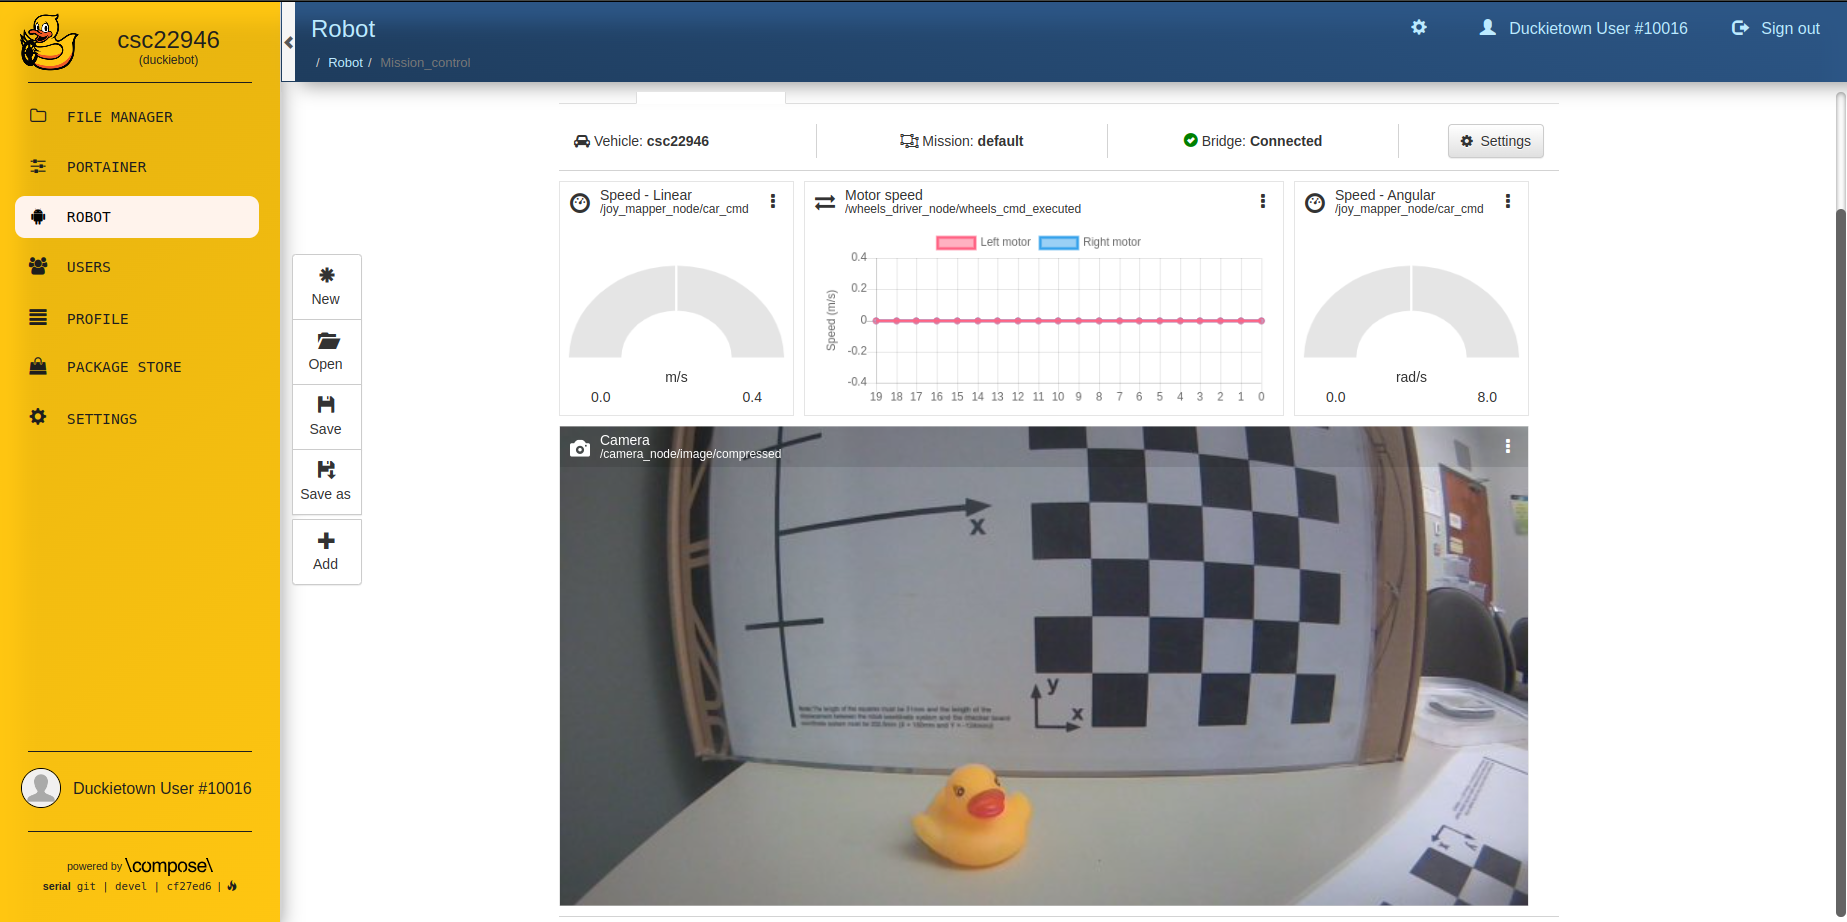 csc22946
(duckiebot)
FILE MANAGER
PORTAINER
ROBOT
USERS
PROFILE
PACKAGE STORE
SETTINGS
Duckietown User #10016
powered by \compose\
serial git | devel | cf27ed6 |
Robot
/ Robot / Mission_control
Duckietown User #10016
Sign out
New
Open
Save
Save as
Add
Vehicle: csc22946
Mission: default
Bridge: Connected
Settings
Speed - Linear
/joy_mapper_node/car_cmd
m/s
0.0 0.4
Motor speed
/wheels_driver_node/wheels_cmd_executed
Left motor Right motor
Speed (m/s)
0.4
0.2
0
-0.2
-0.4
19 18 17 16 15 14 13 12 11 10 9 8 7 6 5 4 3 2 1 0
Speed - Angular
/joy_mapper_node/car_cmd
rad/s
0.0 8.0
Camera
/camera_node/image/compressed
x
y
x